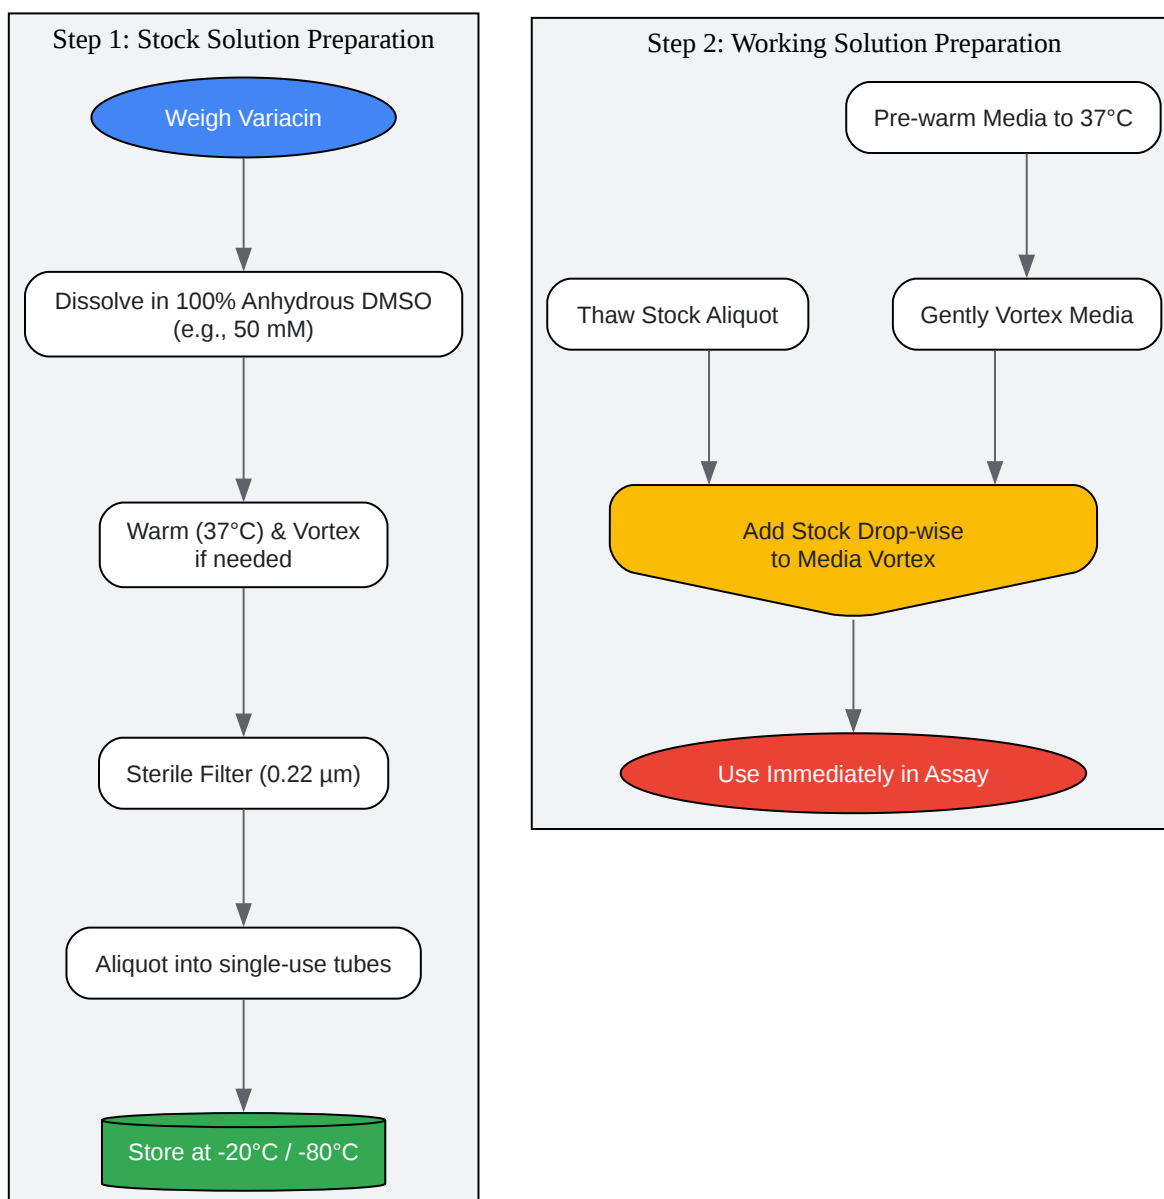 Step 1: Stock Solution Preparation
Weigh Variacin
Dissolve in 100% Anhydrous DMSO
(e.g., 50 mM)
Warm (37°C) & Vortex
if needed
Sterile Filter (0.22 µm)
Aliquot into single-use tubes
Store at -20°C / -80°C
Step 2: Working Solution Preparation
Pre-warm Media to 37°C
Thaw Stock Aliquot
Gently Vortex Media
Add Stock Drop-wise
to Media Vortex
Use Immediately in Assay